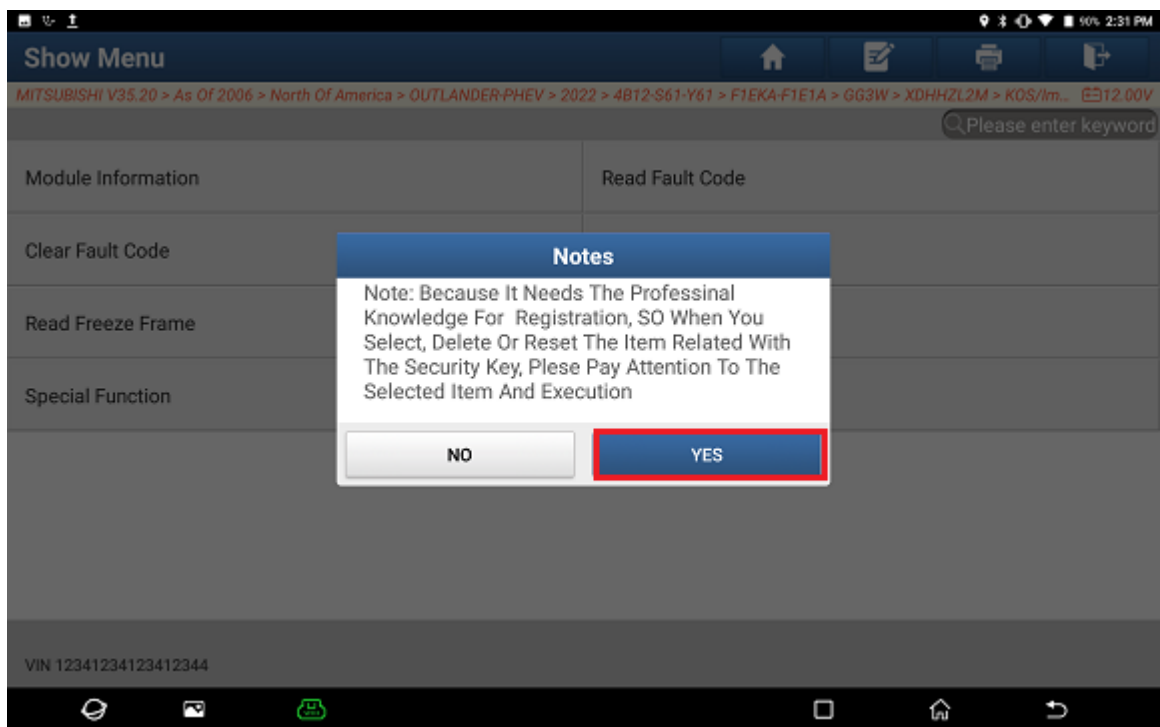 90% 2:31 PM
Show Menu
MITSUBISHI V35.20 > As Of 2006 > North Of America > OUTLANDER-PHEV > 2022 > 4B12-S61-Y61 > F1EKA-F1E1A > GG3W > XDHHZL2M > KOS/Im... 12.00V
Please enter keyword
Module Information
Read Fault Code
Clear Fault Code
Read Freeze Frame
Special Function
Notes
Note: Because It Needs The Professinal
Knowledge For Registration, SO When You
Select, Delete Or Reset The Item Related With
The Security Key, Plese Pay Attention To The
Selected Item And Execution
NO
YES
VIN 12341234123412344